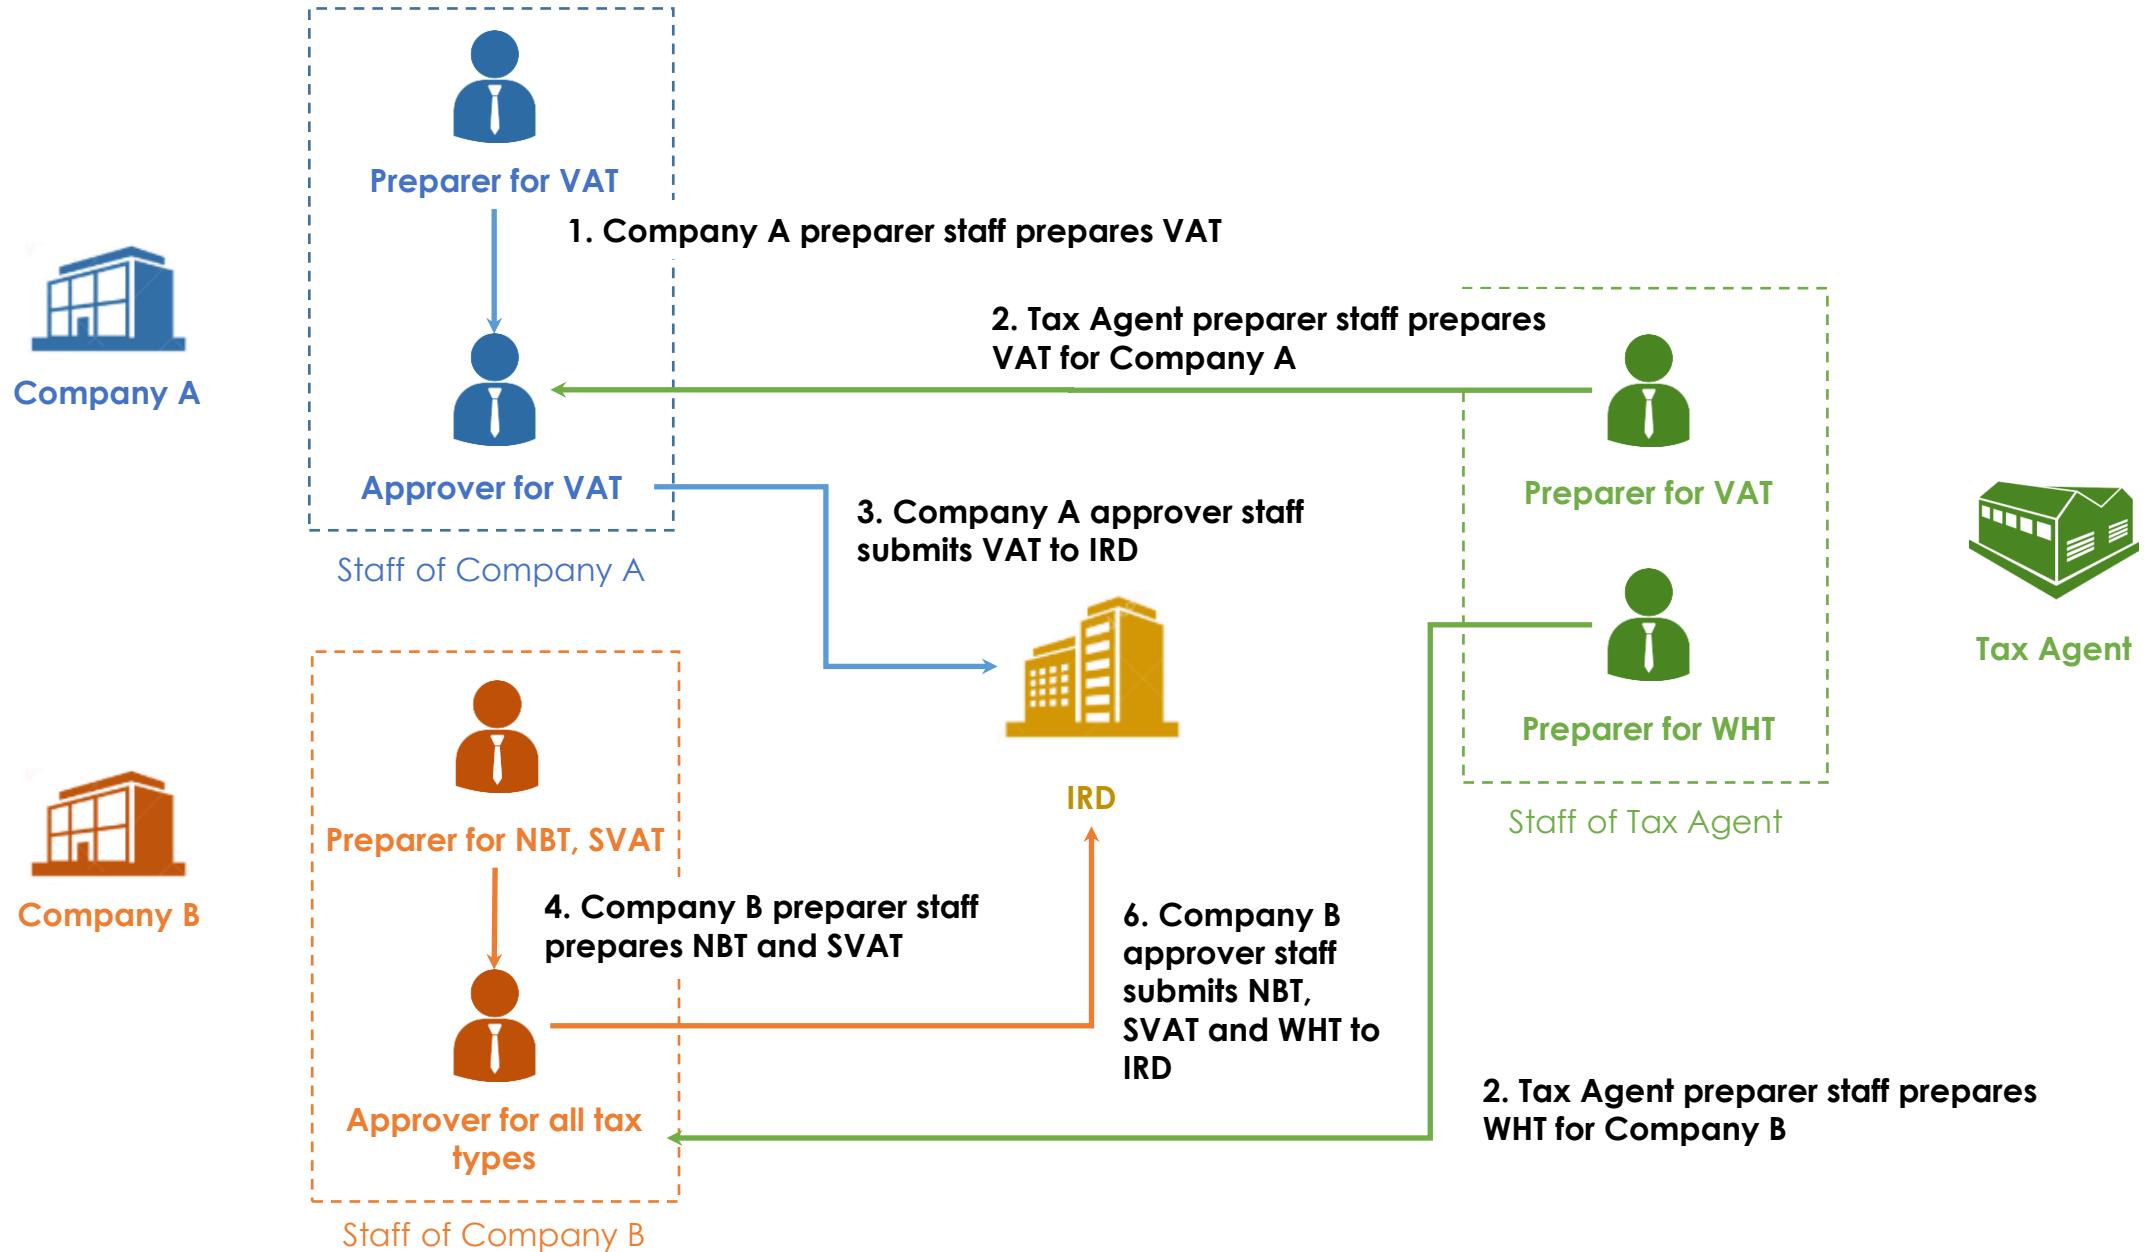 Preparer for VAT
1. Company A preparer staff prepares VAT
Company A
2. Tax Agent preparer staff prepares
VAT for Company A
Approver for VAT
Preparer for VAT
3. Company A approver staff
submits VAT to IRD
Staff of Company A
Tax Agent
Preparer for WHT
IRD
Staff of Tax Agent
Preparer for NBT, SVAT
Company B
4. Company B preparer staff
prepares NBT and SVAT
6. Company B
approver staff
submits NBT,
SVAT and WHT to
IRD
Approver for all tax
types
2. Tax Agent preparer staff prepares
WHT for Company B
Staff of Company B